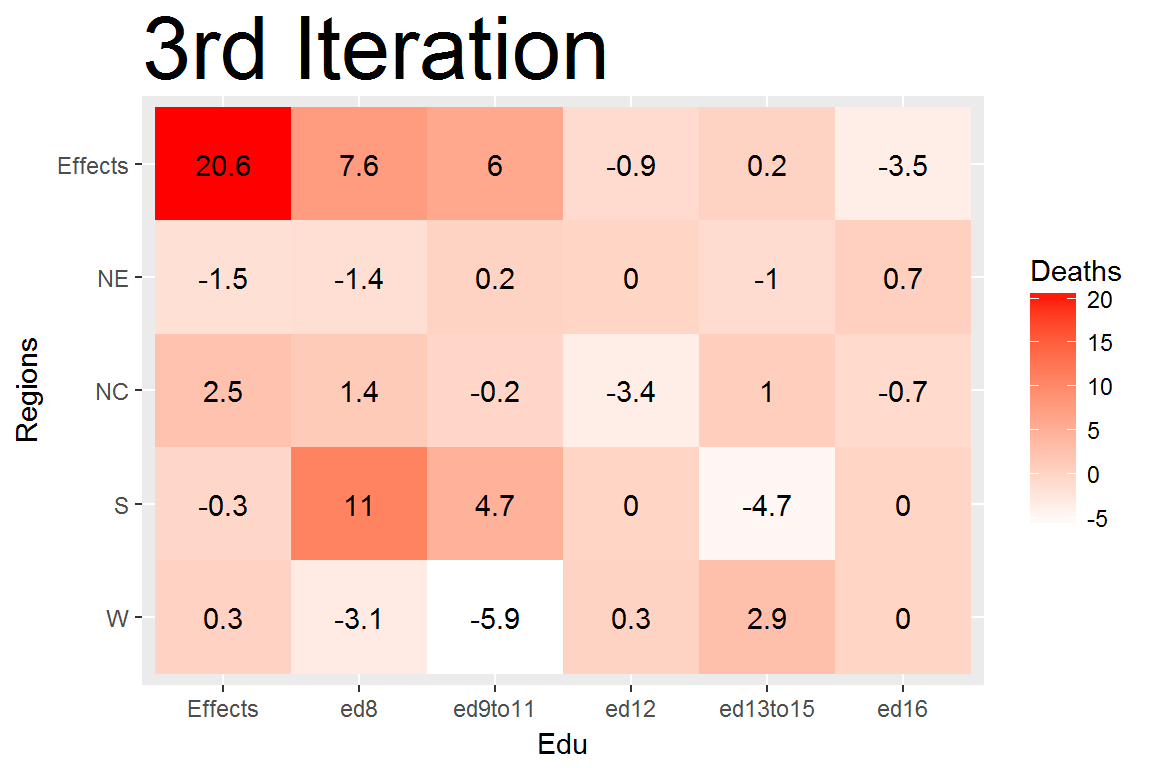 3rd Iteration
Effects 20.6 7.6 6 -0.9 0.2 -3.5
NE -1.5 -1.4 0.2 0 -1 0.7
NC 2.5 1.4 -0.2 -3.4 1 -0.7
S -0.3 11 4.7 0 -4.7 0
W 0.3 -3.1 -5.9 0.3 2.9 0
Effects ed8 ed9to11 ed12 ed13to15 ed16
Edu
Regions
Deaths
20
15
10
5
0
-5